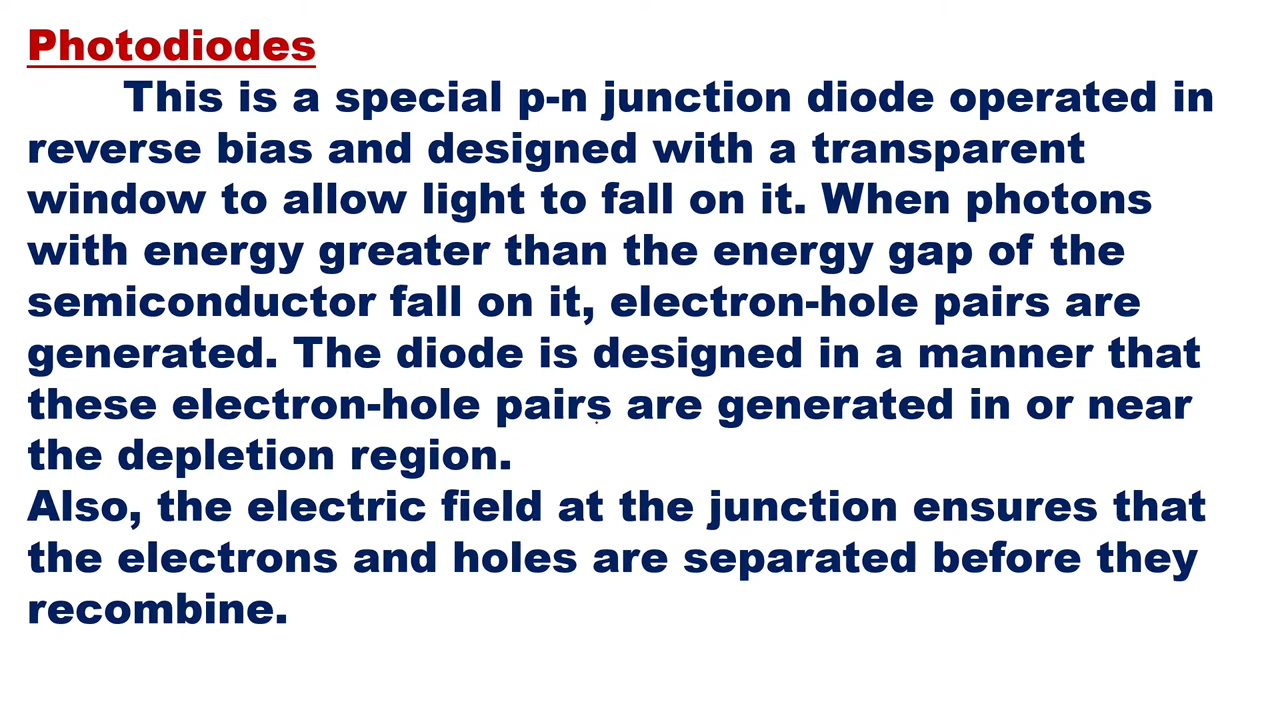 Photodiodes
This is a special p-n junction diode operated in
reverse bias and designed with a transparent
window to allow light to fall on it. When photons
with energy greater than the energy gap of the
semiconductor fall on it, electron-hole pairs are
generated. The diode is designed in a manner that
these electron-hole pairs are generated in or near
the depletion region.
Also, the electric field at the junction ensures that
the electrons and holes are separated before they
recombine.